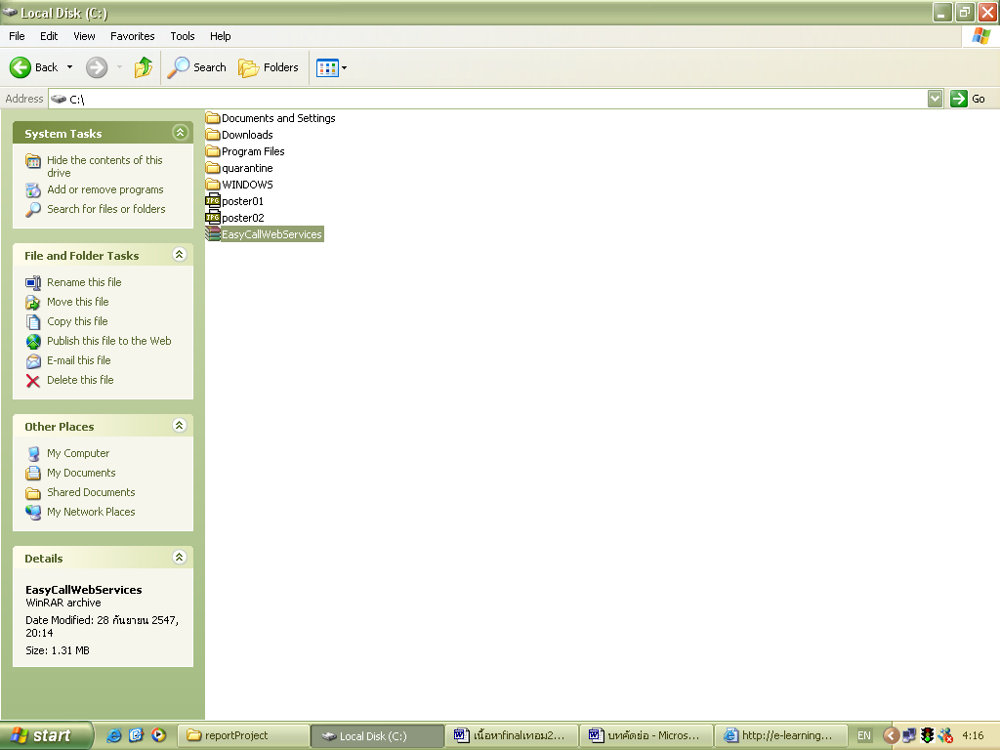 Local Disk (C:)
File Edit View Favorites Tools Help
Back Search Folders
Address C:\ Go
System Tasks
Hide the contents of this
drive
Add or remove programs
Search for files or folders
File and Folder Tasks
Rename this file
Move this file
Copy this file
Publish this file to the Web
E-mail this file
Delete this file
Other Places
My Computer
My Documents
Shared Documents
My Network Places
Details
EasyCallWebServices
WinRAR archive
Date Modified: 28 กันยายน 2547,
20:14
Size: 1.31 MB
Documents and Settings
Downloads
Program Files
quarantine
WINDOWS
JPG poster01
JPG poster02
EasyCallWebServices
start reportProject Local Disk (C:) เนื้อหาfinalเทอม2... บทคัดย่อ - Micros... http://e-learning... EN 4:16